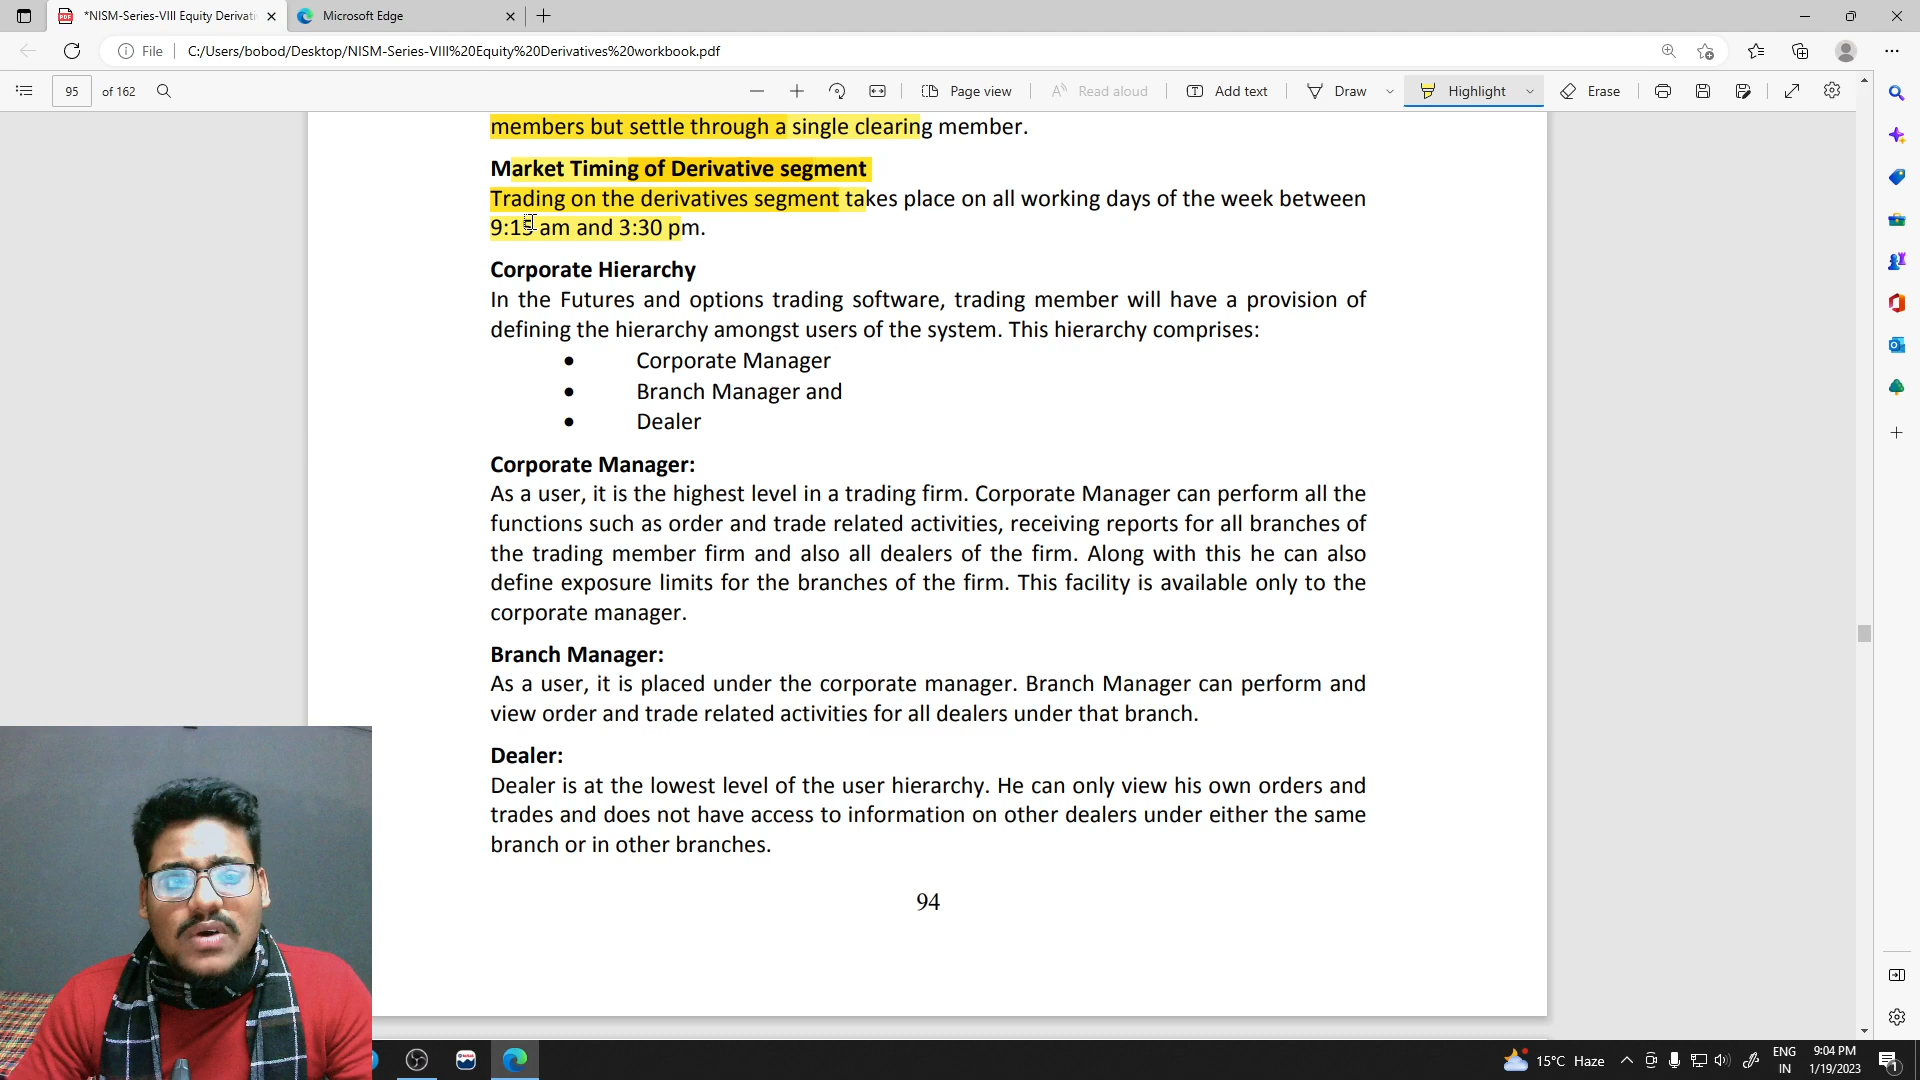 *NISM-Series-VIII Equity Derivati
Microsoft Edge
File
C:/Users/bobod/Desktop/NISM-Series-VIII%20Equity%20Derivatives%20workbook.pdf
95 of 162
Page view
Read aloud
Add text
Draw
Highlight
Erase
members but settle through a single clearing member.
Market Timing of Derivative segment
Trading on the derivatives segment takes place on all working days of the week between
9:15 am and 3:30 pm.
Corporate Hierarchy
In the Futures and options trading software, trading member will have a provision of
defining the hierarchy amongst users of the system. This hierarchy comprises:
• Corporate Manager
• Branch Manager and
• Dealer
Corporate Manager:
As a user, it is the highest level in a trading firm. Corporate Manager can perform all the
functions such as order and trade related activities, receiving reports for all branches of
the trading member firm and also all dealers of the firm. Along with this he can also
define exposure limits for the branches of the firm. This facility is available only to the
corporate manager.
Branch Manager:
As a user, it is placed under the corporate manager. Branch Manager can perform and
view order and trade related activities for all dealers under that branch.
Dealer:
Dealer is at the lowest level of the user hierarchy. He can only view his own orders and
trades and does not have access to information on other dealers under either the same
branch or in other branches.
94
15°C Haze
ENG
IN
9:04 PM
1/19/2023
1